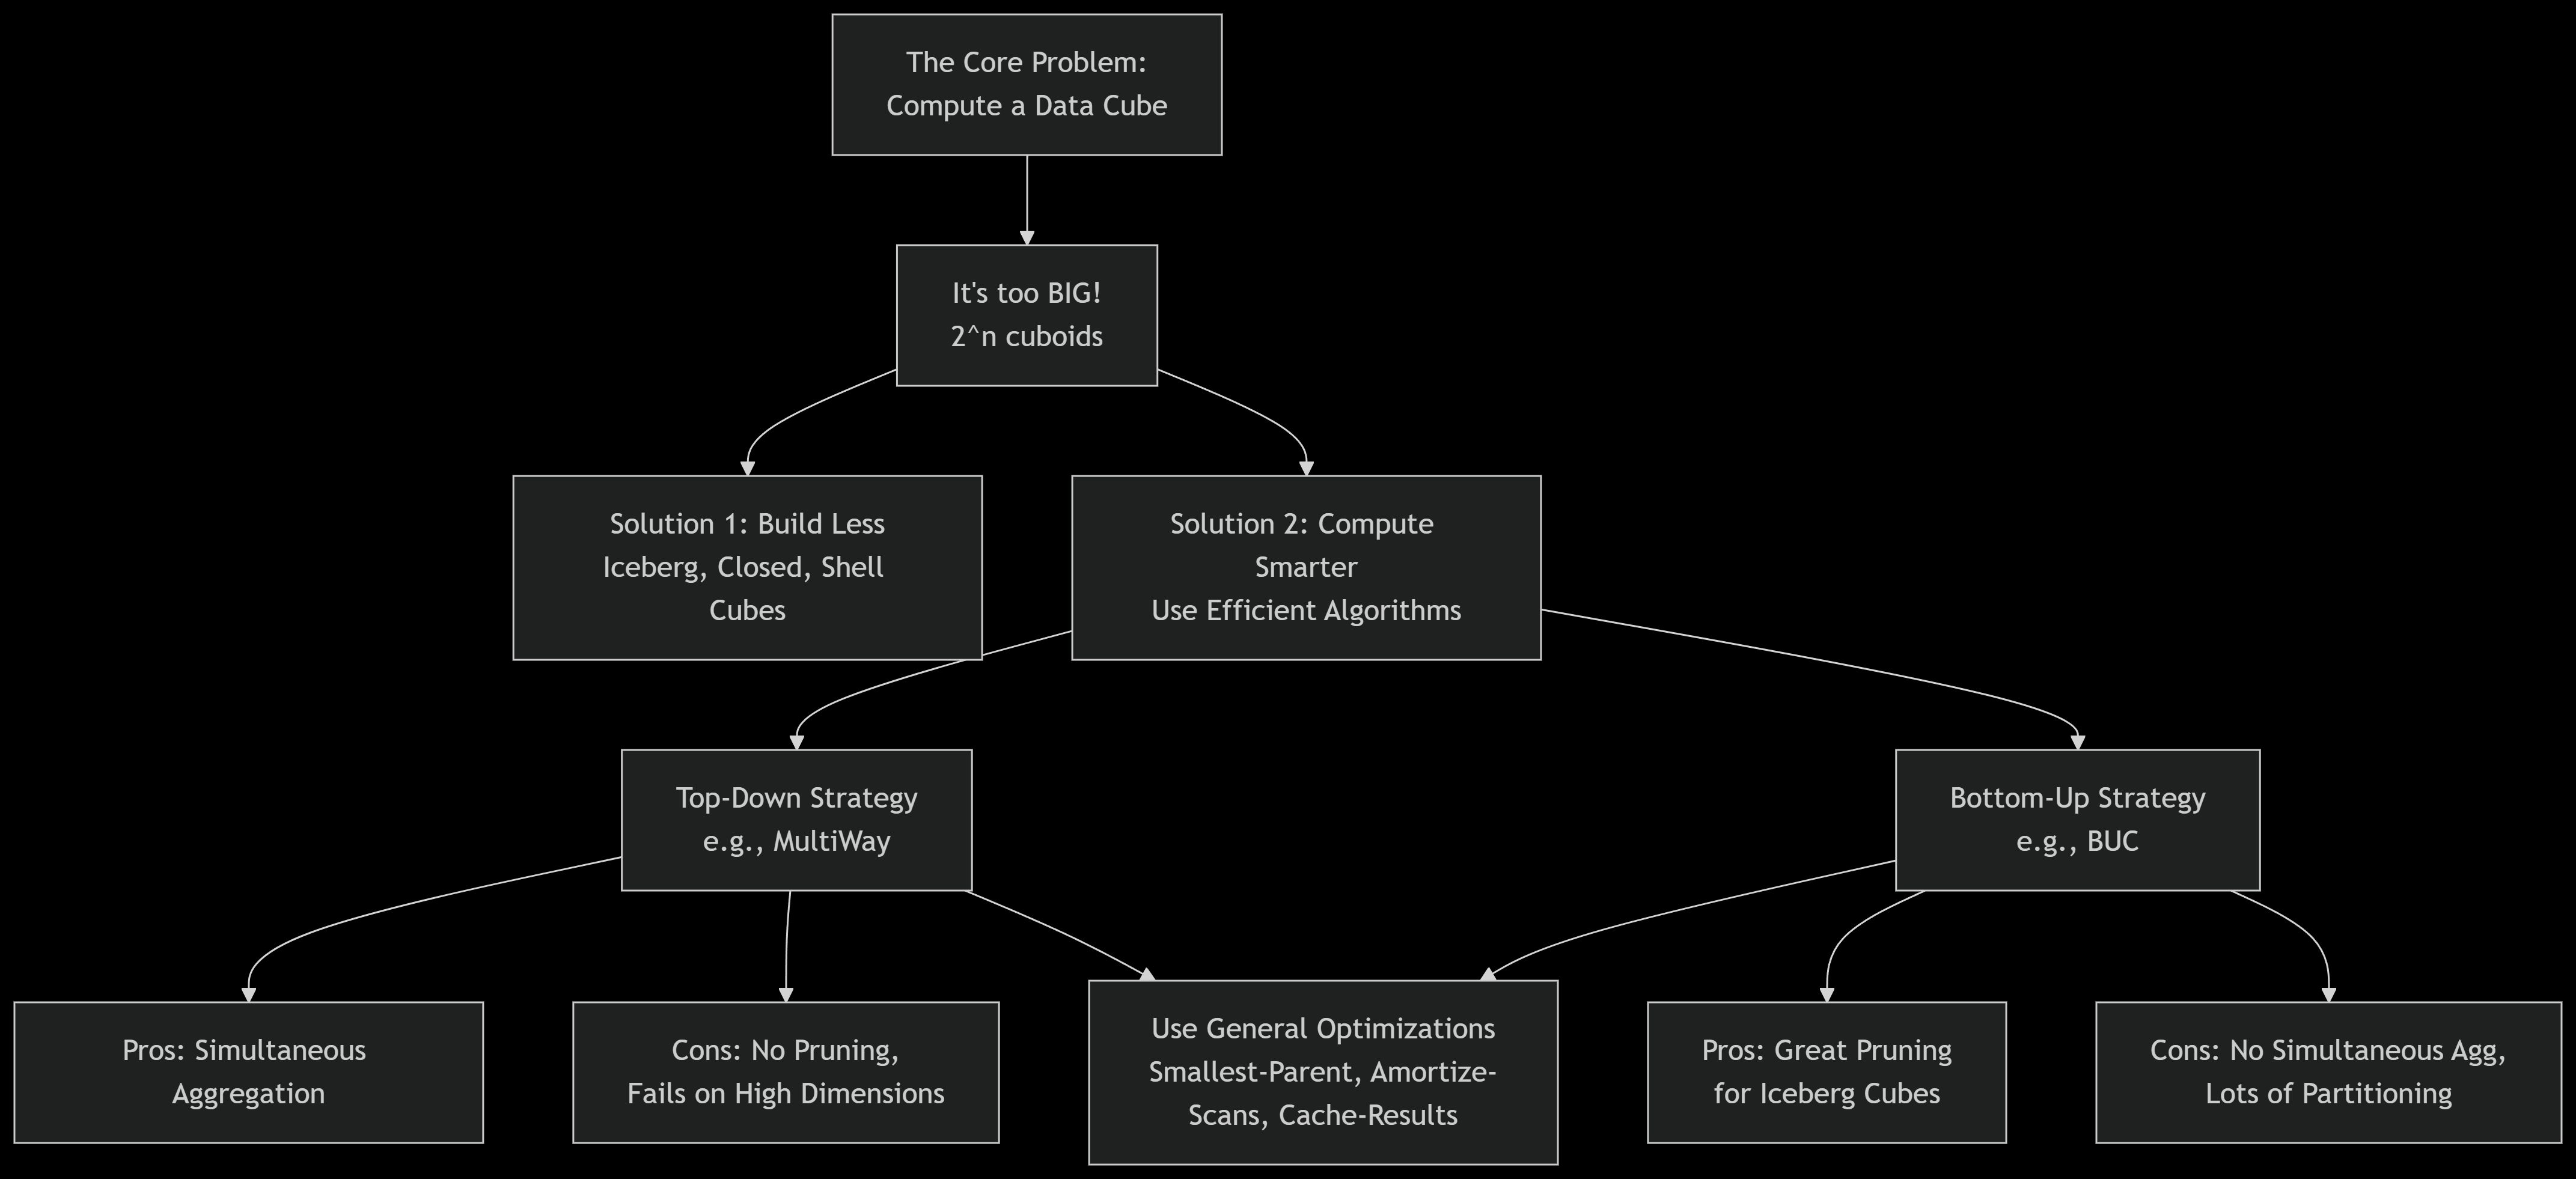 The Core Problem:
Compute a Data Cube
It's too BIG!
2^n cuboids
Solution 1: Build Less
Iceberg, Closed, Shell
Cubes
Solution 2: Compute
Smarter
Use Efficient Algorithms
Top-Down Strategy
e.g., MultiWay
Bottom-Up Strategy
e.g., BUC
Pros: Simultaneous
Aggregation
Cons: No Pruning,
Fails on High Dimensions
Use General Optimizations
Smallest-Parent, Amortize-
Scans, Cache-Results
Pros: Great Pruning
for Iceberg Cubes
Cons: No Simultaneous Agg,
Lots of Partitioning